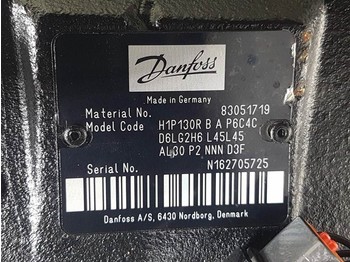 Danfoss
Made in Germany
Material No. 83051719
Model Code H1P130R B A P6C4C
D6LG2H6 L45L45
AL30 P2 NNN D3F
Serial No. N162705725
Danfoss A/S, 6430 Nordborg, Denmark